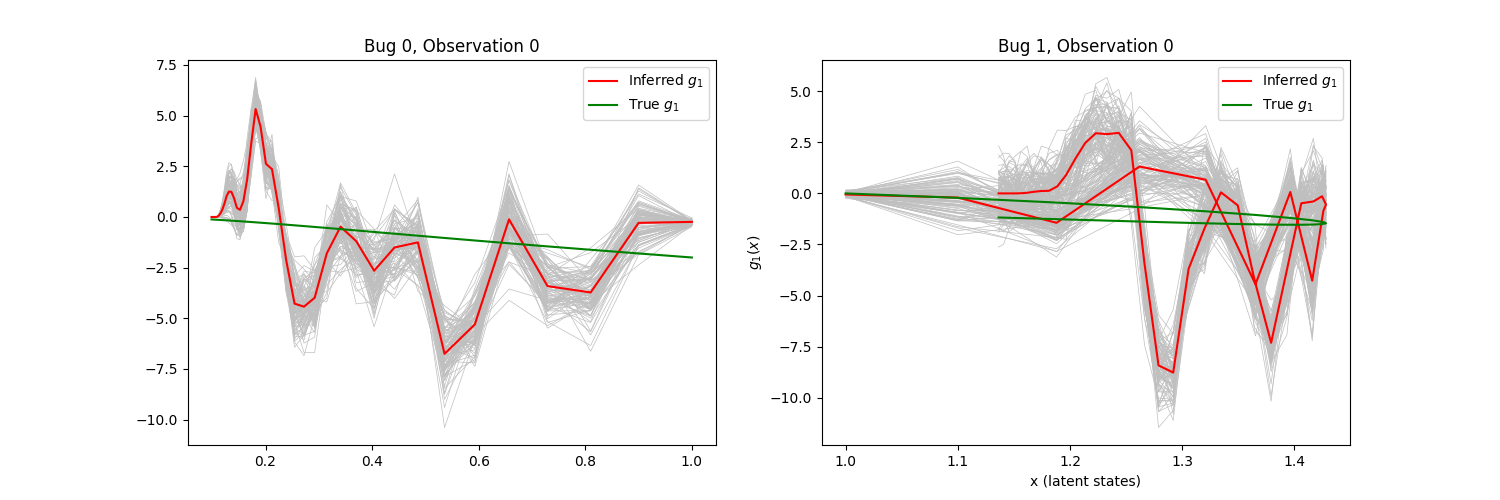 Bug 0, Observation 0
7.5
5.0
2.5
0.0
−2.5
−5.0
−7.5
−10.0
0.2 0.4 0.6 0.8 1.0
Inferred g₁
True g₁
Bug 1, Observation 0
g₁(x)
5.0
2.5
0.0
−2.5
−5.0
−7.5
−10.0
1.0 1.1 1.2 1.3 1.4
x (latent states)
Inferred g₁
True g₁